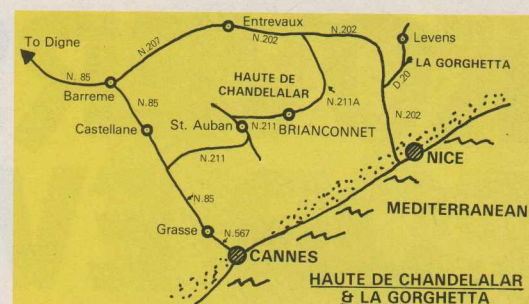 To Digne
N. 85
Barreme
N.207
Entrevaux
N.202
N.202
Levens
LA GORGHETTA
D 20
HAUTE DE
CHANDELALAR
N.211A
N.85
Castellane
St. Auban
N.211
BRIANCONNET
N.202
N.211
NICE
N.85
MEDITERRANEAN
Grasse
N.567
CANNES
HAUTE DE CHANDELALAR
& LA GORGHETTA